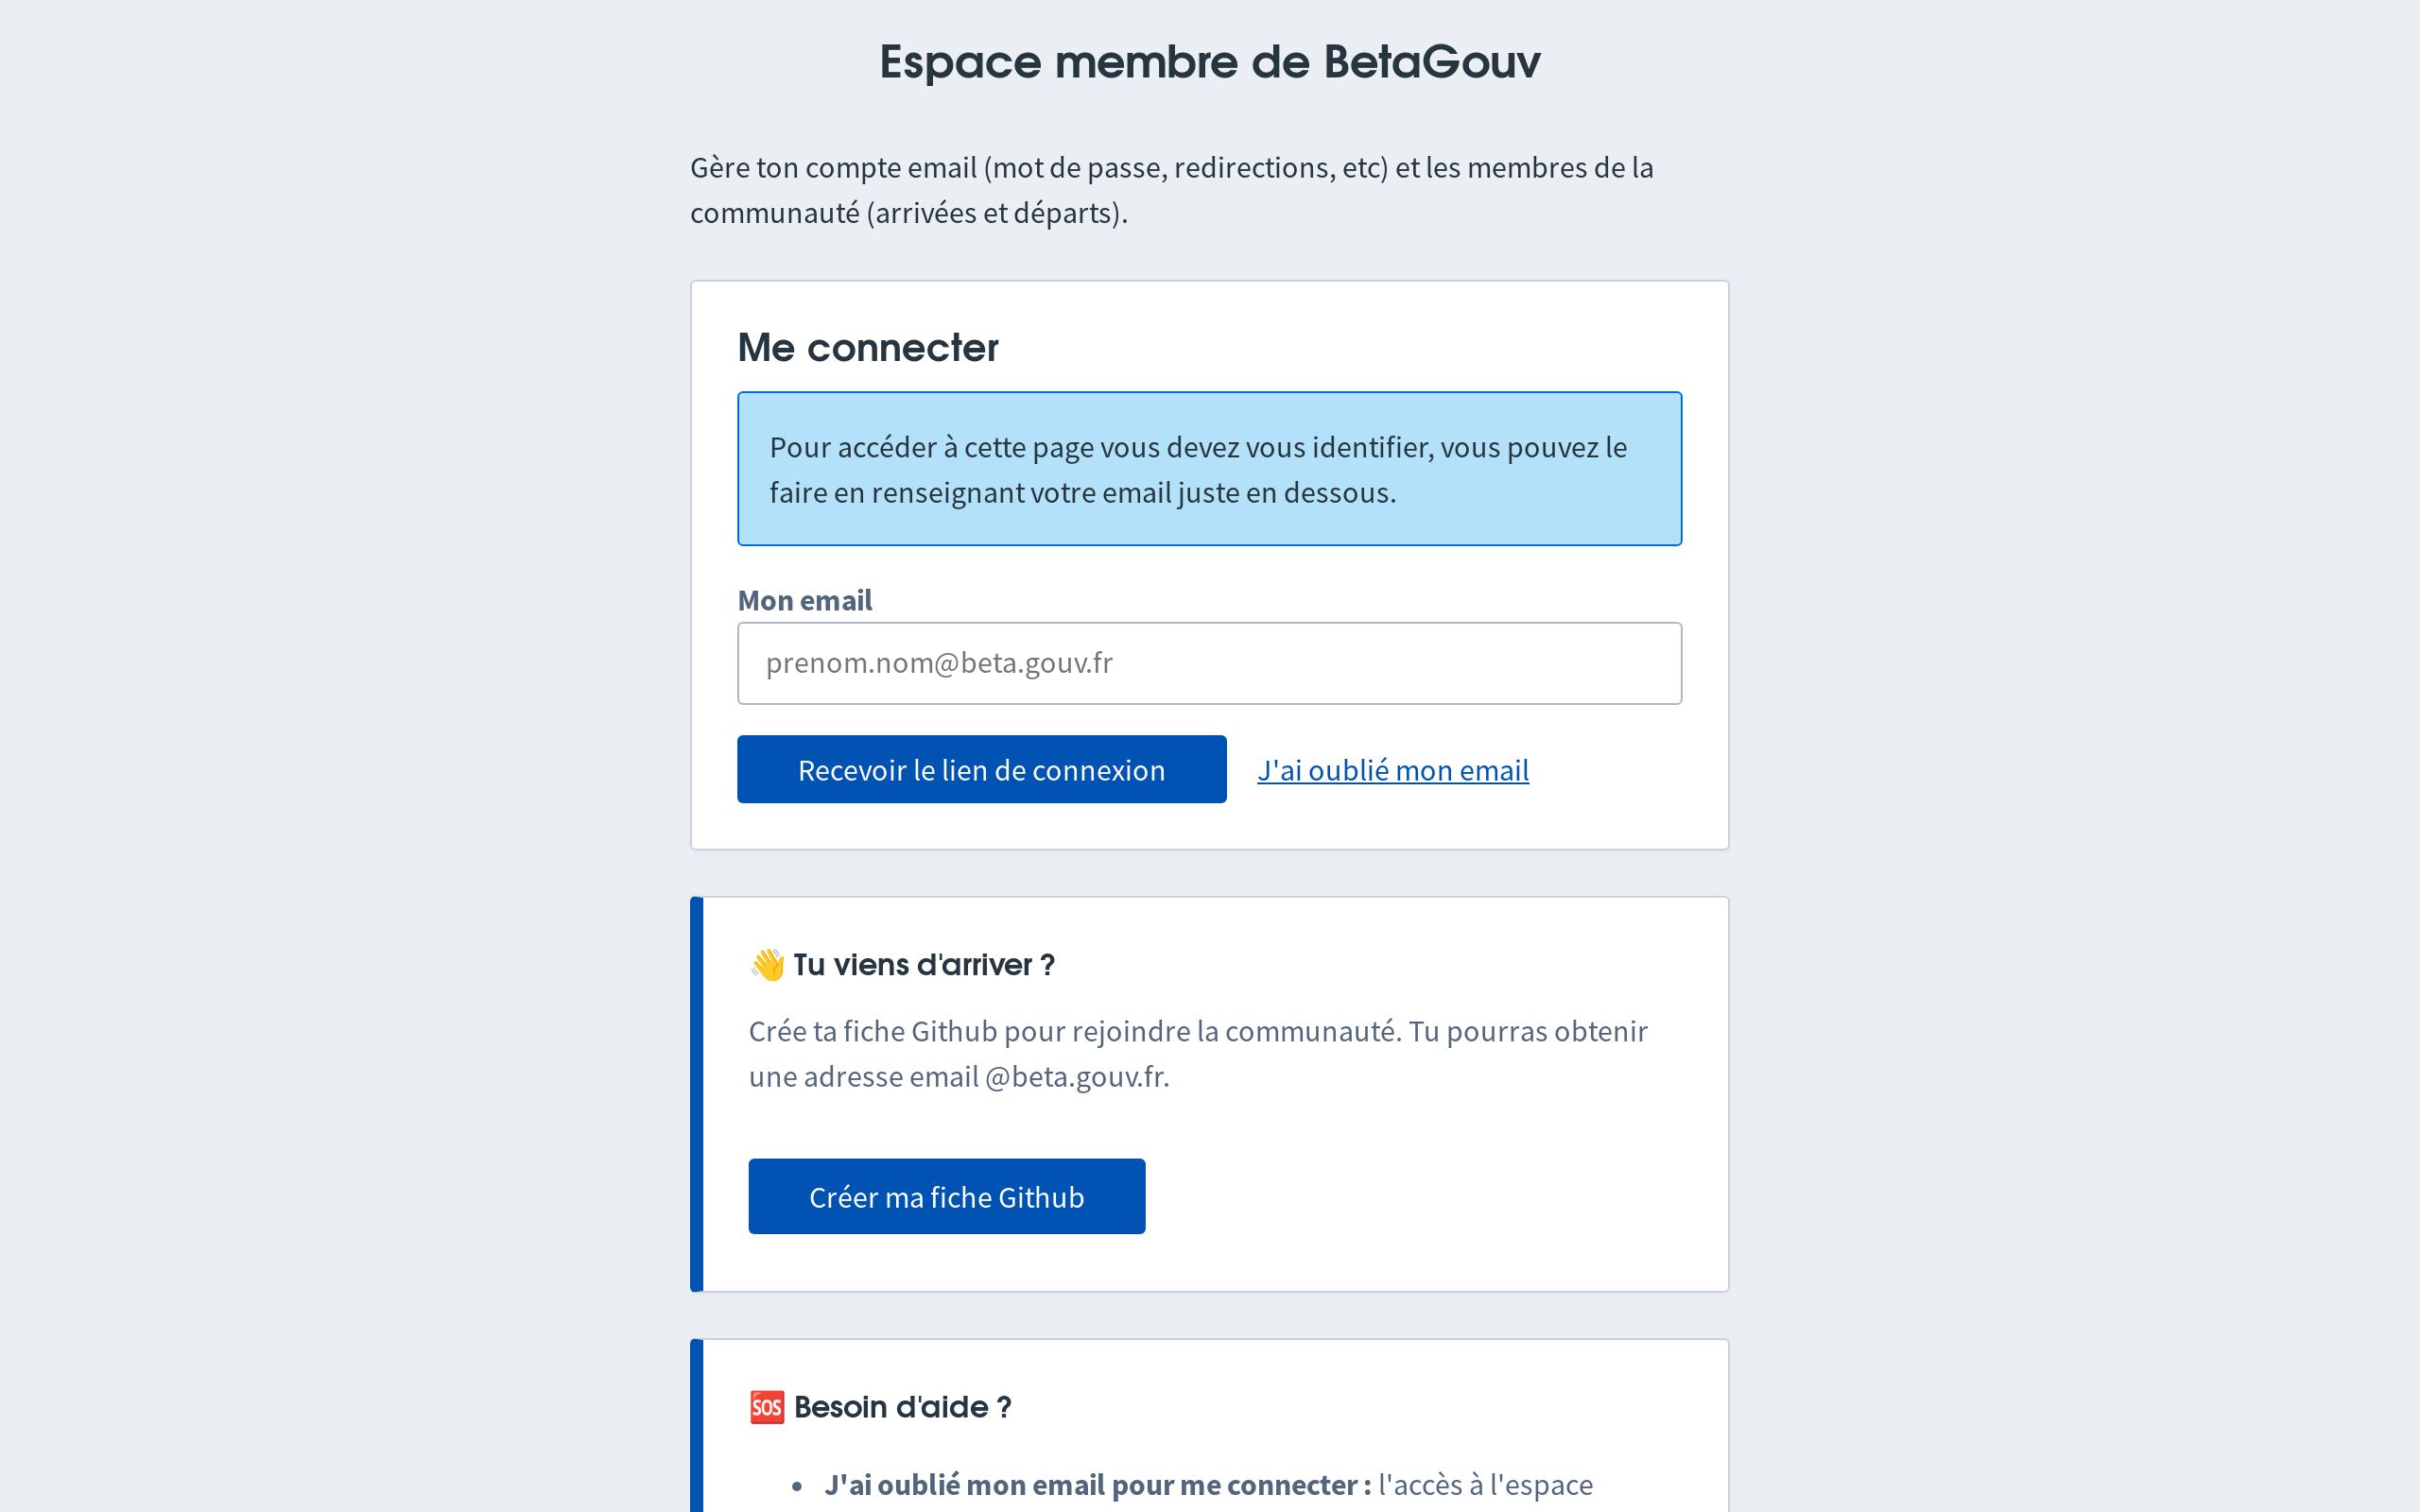 Espace membre de BetaGouv
Gère ton compte email (mot de passe, redirections, etc) et les membres de la
communauté (arrivées et départs).
Me connecter
Pour accéder à cette page vous devez vous identifier, vous pouvez le
faire en renseignant votre email juste en dessous.
Mon email
prenom.nom@beta.gouv.fr
Recevoir le lien de connexion J'ai oublié mon email
👋 Tu viens d'arriver ?
Crée ta fiche Github pour rejoindre la communauté. Tu pourras obtenir
une adresse email @beta.gouv.fr.
Créer ma fiche Github
🆘 Besoin d'aide ?
• J'ai oublié mon email pour me connecter : l'accès à l'espace